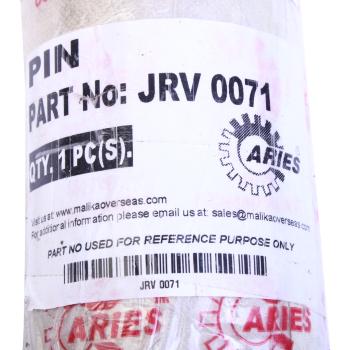 PIN
PART No: JRV 0071
QTY. 1 PC(S).
ARIES
Visit us at: www.malikaoverseas.com
For additional information please email us at: sales@malikaoverseas.com
PART NO USED FOR REFERENCE PURPOSE ONLY
JRV 0071
ARIES
ARIES